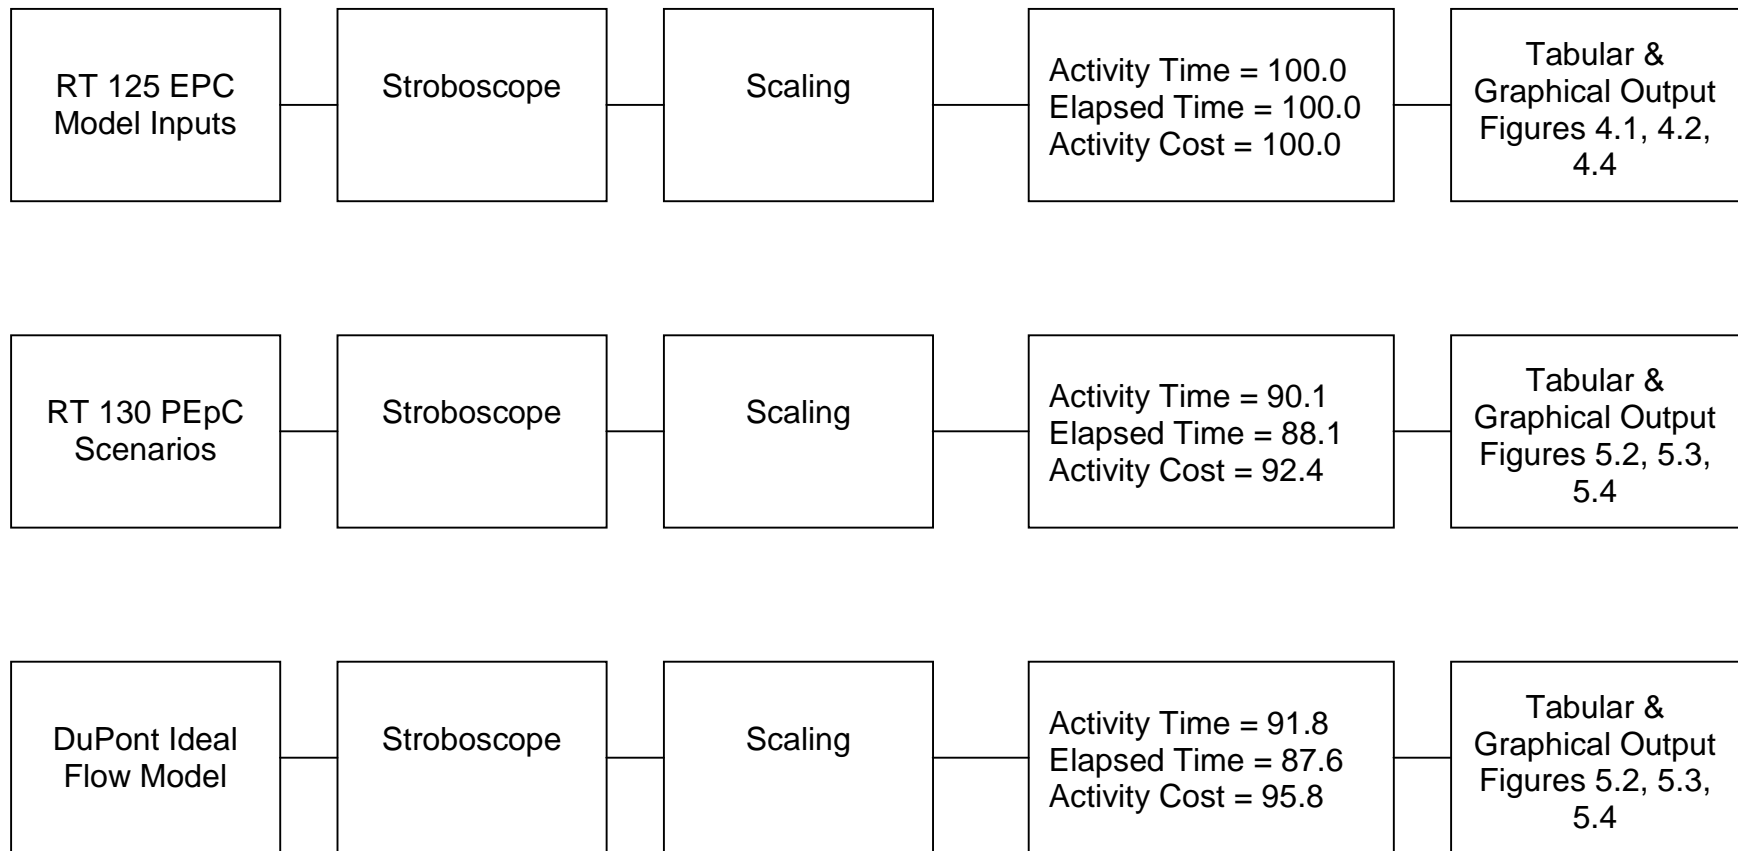 RT 125 EPC
Model Inputs
Stroboscope
Scaling
Activity Time = 100.0
Elapsed Time = 100.0
Activity Cost = 100.0
Tabular &
Graphical Output
Figures 4.1, 4.2,
4.4
RT 130 PEpC
Scenarios
Stroboscope
Scaling
Activity Time = 90.1
Elapsed Time = 88.1
Activity Cost = 92.4
Tabular &
Graphical Output
Figures 5.2, 5.3,
5.4
DuPont Ideal
Flow Model
Stroboscope
Scaling
Activity Time = 91.8
Elapsed Time = 87.6
Activity Cost = 95.8
Tabular &
Graphical Output
Figures 5.2, 5.3,
5.4